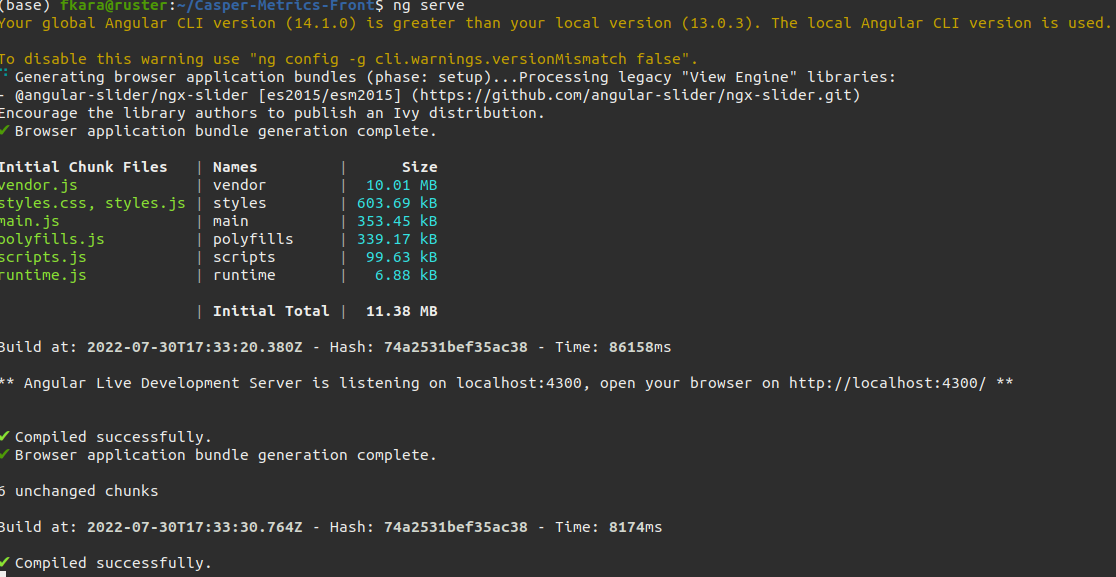 (base) fkara@ruster:~/Casper-Metrics-Front$ ng serve
Your global Angular CLI version (14.1.0) is greater than your local version (13.0.3). The local Angular CLI version is used.
To disable this warning use "ng config -g cli.warnings.versionMismatch false".
Generating browser application bundles (phase: setup)...Processing legacy "View Engine" libraries:
- @angular-slider/ngx-slider [es2015/esm2015] (https://github.com/angular-slider/ngx-slider.git)
Encourage the library authors to publish an Ivy distribution.
✔ Browser application bundle generation complete.
Initial Chunk Files | Names | Size
vendor.js | vendor | 10.01 MB
styles.css, styles.js | styles | 603.69 kB
main.js | main | 353.45 kB
polyfills.js | polyfills | 339.17 kB
scripts.js | scripts | 99.63 kB
runtime.js | runtime | 6.88 kB
| Initial Total | 11.38 MB
Build at: 2022-07-30T17:33:20.380Z - Hash: 74a2531bef35ac38 - Time: 86158ms
** Angular Live Development Server is listening on localhost:4300, open your browser on http://localhost:4300/ **
✔ Compiled successfully.
✔ Browser application bundle generation complete.
6 unchanged chunks
Build at: 2022-07-30T17:33:30.764Z - Hash: 74a2531bef35ac38 - Time: 8174ms
✔ Compiled successfully.